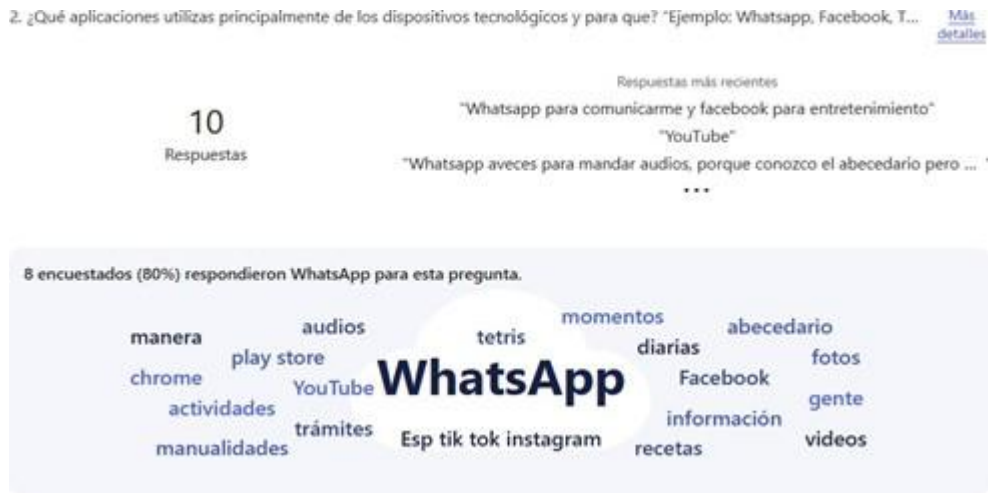 2. ¿Qué aplicaciones utilizas principalmente de los dispositivos tecnológicos y para que? "Ejemplo: Whatsapp, Facebook, T...
Más detalles
10
Respuestas
Respuestas más recientes
"Whatsapp para comunicarme y facebook para entretenimiento"
"YouTube"
"Whatsapp aveces para mandar audios, porque conozco el abecedario pero ... "
...
8 encuestados (80%) respondieron WhatsApp para esta pregunta.
manera
audios
tetris
momentos
abecedario
play store
diarias
fotos
chrome
YouTube
WhatsApp
Facebook
gente
actividades
trámites
Esp tik tok instagram
información
videos
manualidades
recetas